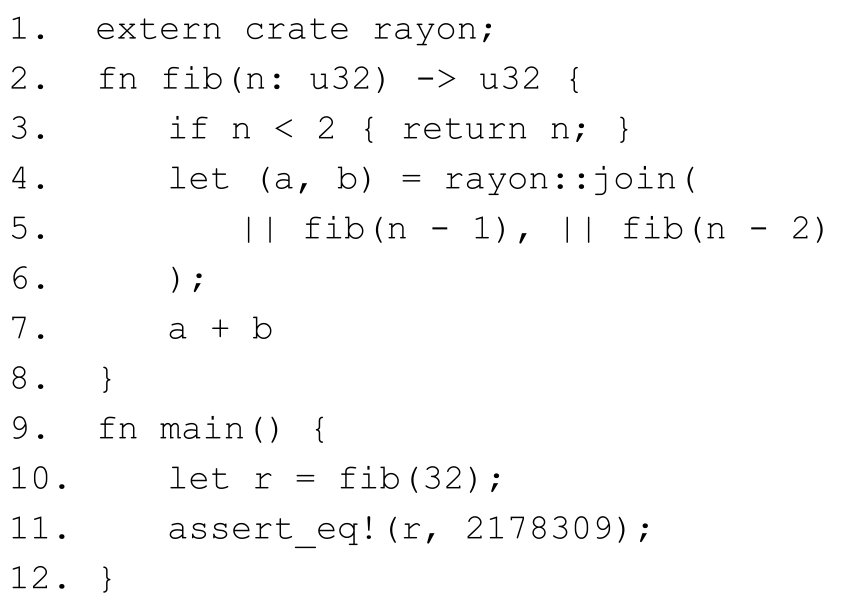 1. extern crate rayon;
2. fn fib(n: u32) -> u32 {
3. if n < 2 { return n; }
4. let (a, b) = rayon::join(
5. || fib(n - 1), || fib(n - 2)
6. );
7. a + b
8. }
9. fn main() {
10. let r = fib(32);
11. assert_eq!(r, 2178309);
12. }